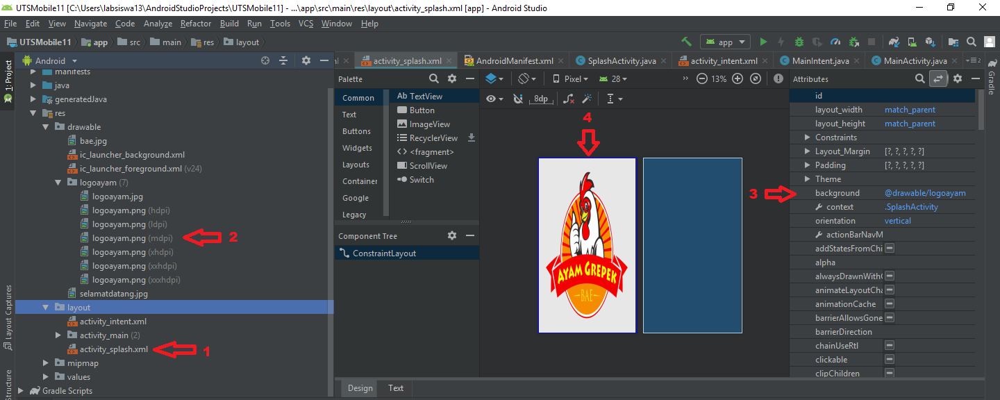 UTSMobile11 [C:\Users\labsiswa13\AndroidStudioProjects\UTSMobile11] - ...\app\src\main\res\layout\activity_splash.xml [app] - Android Studio
File Edit View Navigate Code Analyze Refactor Build Run Tools VCS Window Help
UTSMobile11 app src main res layout
app
1: Project
Layout Captures
Structure
Android
manifests
java
generatedJava
res
drawable
bae.jpg
ic_launcher_background.xml
ic_launcher_foreground.xml (v24)
logoayam (7)
logoayam.jpg
logoayam.png (hdpi)
logoayam.png (ldpi)
logoayam.png (mdpi) 2
logoayam.png (xhdpi)
logoayam.png (xxhdpi)
logoayam.png (xxxhdpi)
selamatdatang.jpg
layout
activity_intent.xml
activity_main (2)
activity_splash.xml 1
mipmap
values
Gradle Scripts
activity_splash.xml AndroidManifest.xml SplashActivity.java activity_intent.xml MainIntent.java MainActivity.java 2
Palette
Common
Text
Buttons
Widgets
Layouts
Container
Google
Legacy
Ab TextView
Button
ImageView
RecyclerView
<fragment>
ScrollView
Switch
Component Tree
ConstraintLayout
Pixel 28 13%
8dp
4
AYAM GREPEK
BAE
3
Design Text
Attributes
id
layout_width match_parent
layout_height match_parent
Constraints
Layout_Margin [?, ?, ?, ?, ?]
Padding [?, ?, ?, ?, ?]
Theme
background @drawable/logoayam
context .SplashActivity
orientation vertical
actionBarNavM
addStatesFromChi
alpha
alwaysDrawnWithC
animateLayoutCha
animationCache
barrierAllowsGone
barrierDirection
chainUseRtl
clickable
clipChildren
Gradle